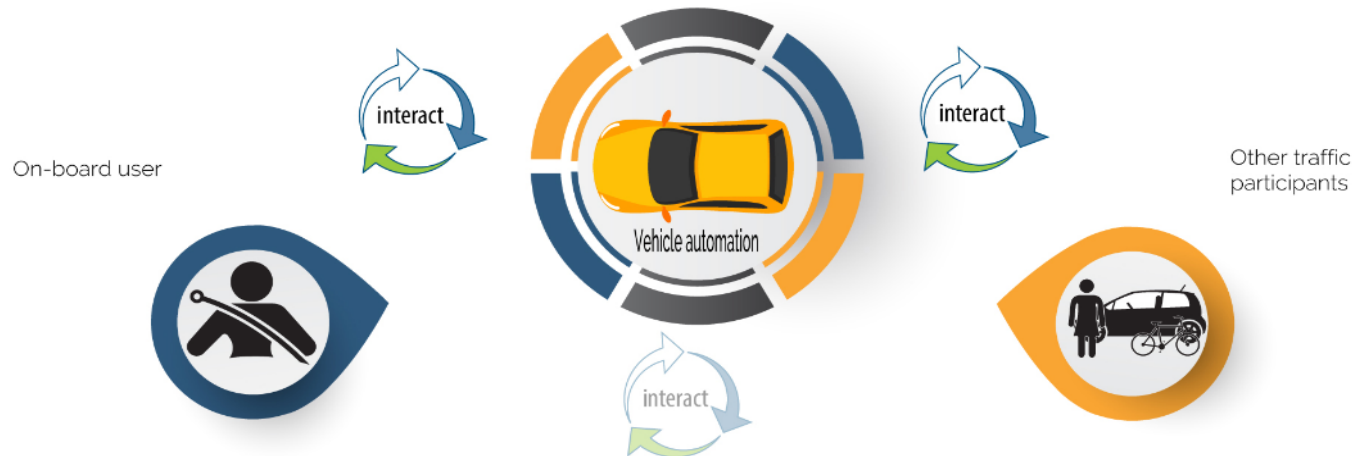 interact
interact
On-board user
Other traffic
participants
Vehicle automation
interact